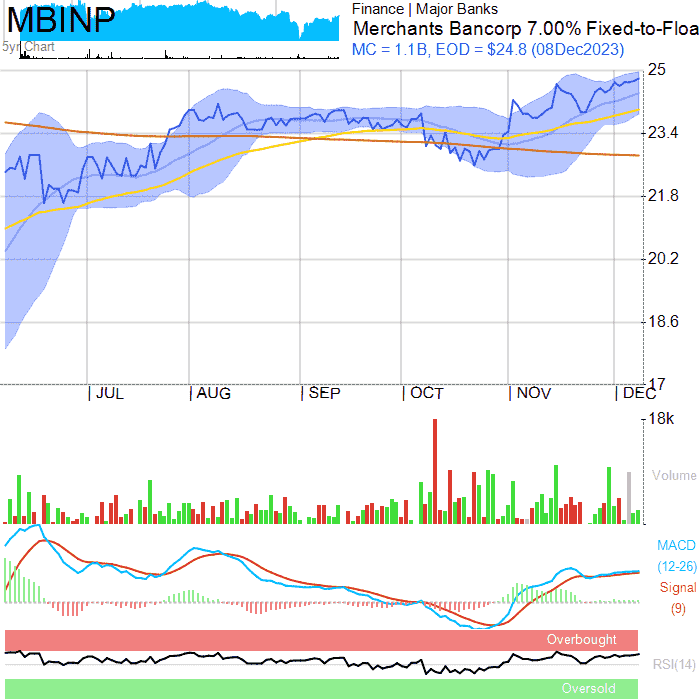 MBINP
5yr Chart
Finance | Major Banks
Merchants Bancorp 7.00% Fixed-to-Floa
MC = 1.1B, EOD = $24.8 (08Dec2023)
25
23.4
21.8
20.2
18.6
17
JUL AUG SEP OCT NOV DEC
18k
Volume
MACD
(12-26)
Signal
(9)
Overbought
RSI(14)
Oversold